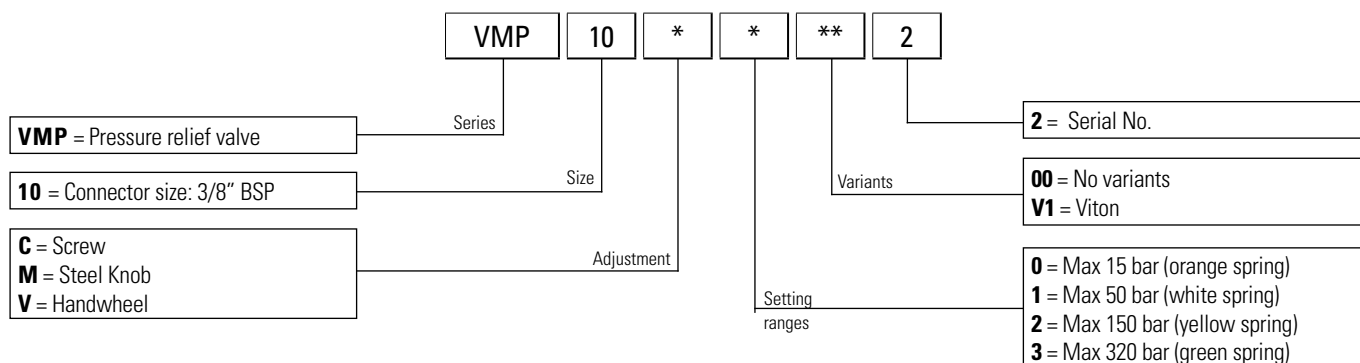 VMP 10 * * ** 2
Series
VMP = Pressure relief valve
Size
10 = Connector size: 3/8” BSP
Adjustment
C = Screw
M = Steel Knob
V = Handwheel
2 = Serial No.
Variants
00 = No variants
V1 = Viton
Setting
ranges
0 = Max 15 bar (orange spring)
1 = Max 50 bar (white spring)
2 = Max 150 bar (yellow spring)
3 = Max 320 bar (green spring)